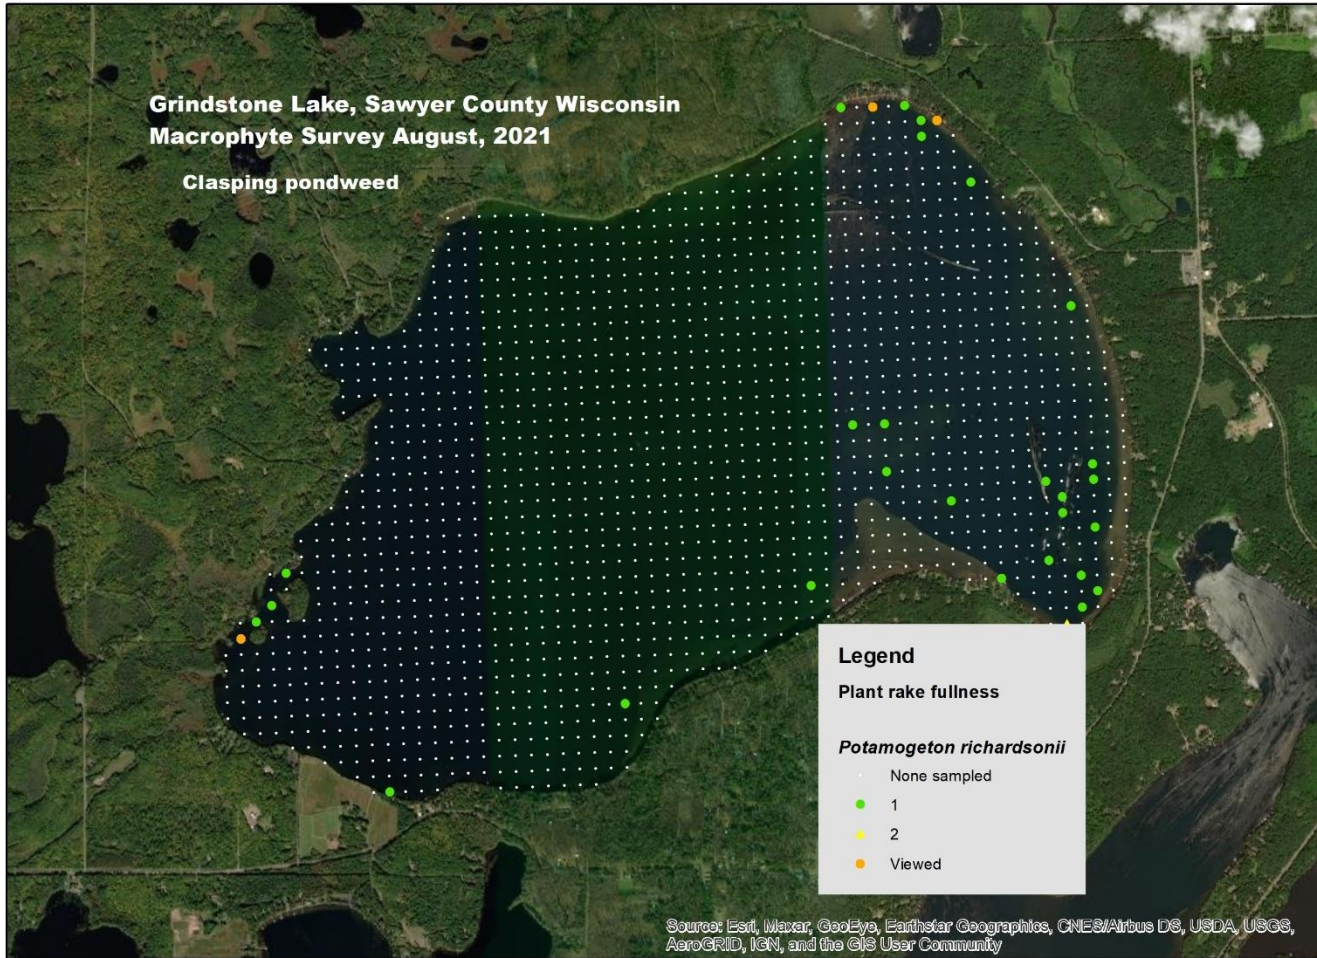 Grindstone Lake, Sawyer County Wisconsin
Macrophyte Survey August, 2021
Clasping pondweed
Legend
Plant rake fullness
Potamogeton richardsonii
None sampled
1
2
Viewed
Source: Esri, Maxar, GeoEye, Earthstar Geographics, CNES/Airbus DS, USDA, USGS,
AeroGRID, IGN, and the GIS User Community